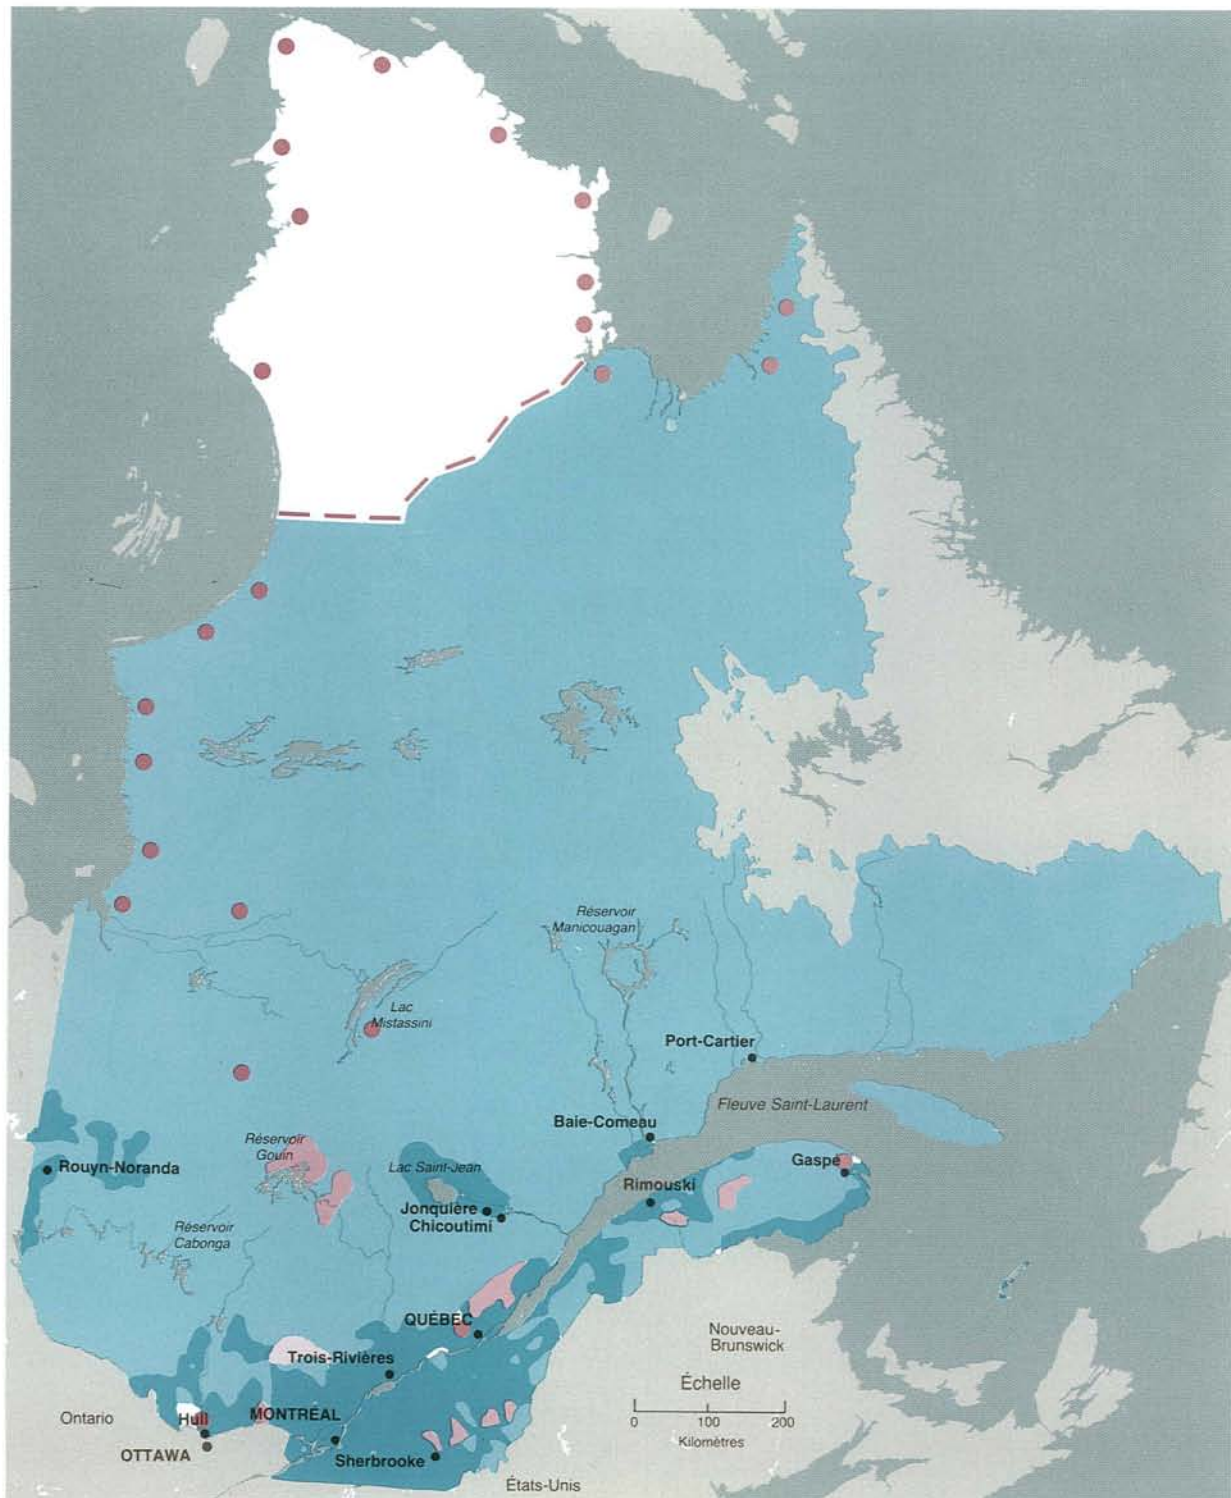 Réservoir
Manicouagan
Lac
Mistassini
Port-Cartier
Fleuve Saint-Laurent
Baie-Comeau
Réservoir
Gouin
Lac Saint-Jean
Gaspé
Rouyn-Noranda
Rimouski
Jonquière
Chicoutimi
Réservoir
Cabonga
QUÉBEC
Nouveau-
Brunswick
Trois-Rivières
Échelle
0 100 200
Kilomètres
Ontario
Hull
MONTRÉAL
OTTAWA
Sherbrooke
États-Unis